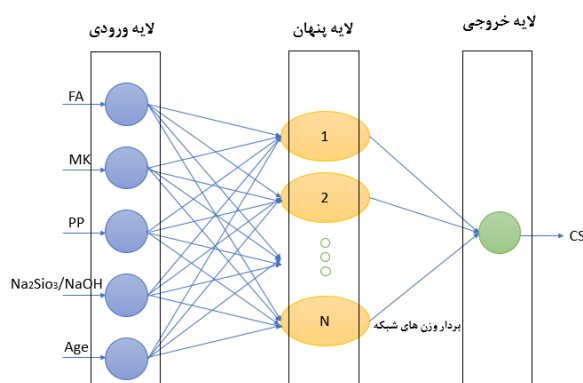 لایه ورودی
لایه پنهان
لایه خروجی
FA
MK
PP
Na₂Sio₃/NaOH
Age
1
2
N
بردار وزن های شبکه
CS